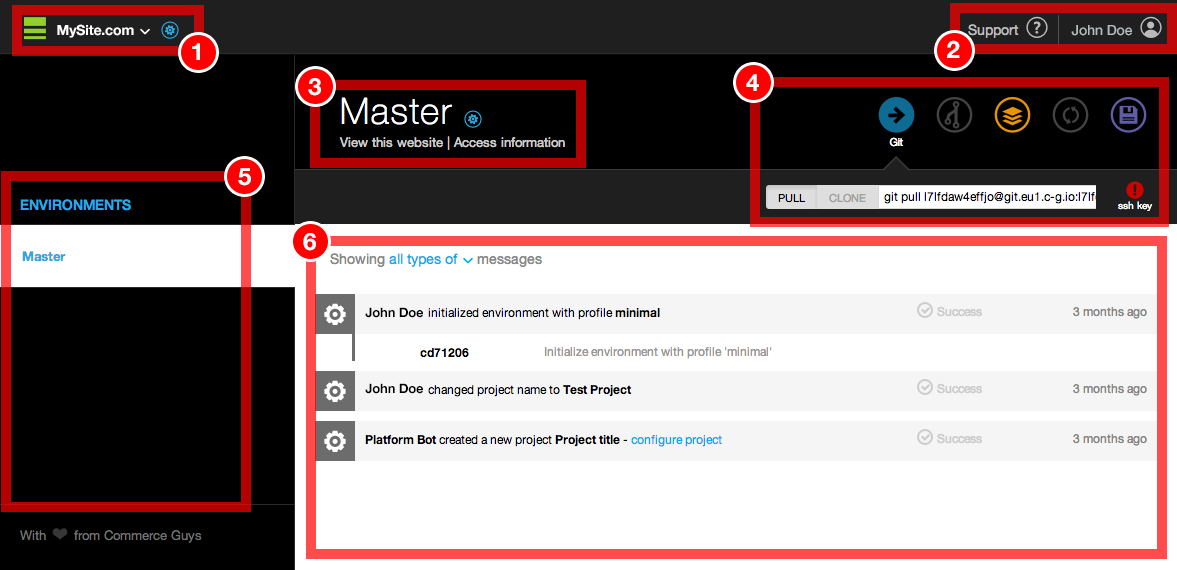 MySite.com
1
Support ?
John Doe
2
3
Master
View this website | Access information
4
Git
PULL CLONE git pull l7lfdaw4effjo@git.eu1.c-g.io:l7lf
!
ssh key
5
ENVIRONMENTS
Master
6
Showing all types of messages
John Doe initialized environment with profile minimal Success 3 months ago
cd71206 Initialize environment with profile 'minimal'
John Doe changed project name to Test Project Success 3 months ago
Platform Bot created a new project Project title - configure project Success 3 months ago
With ❤ from Commerce Guys